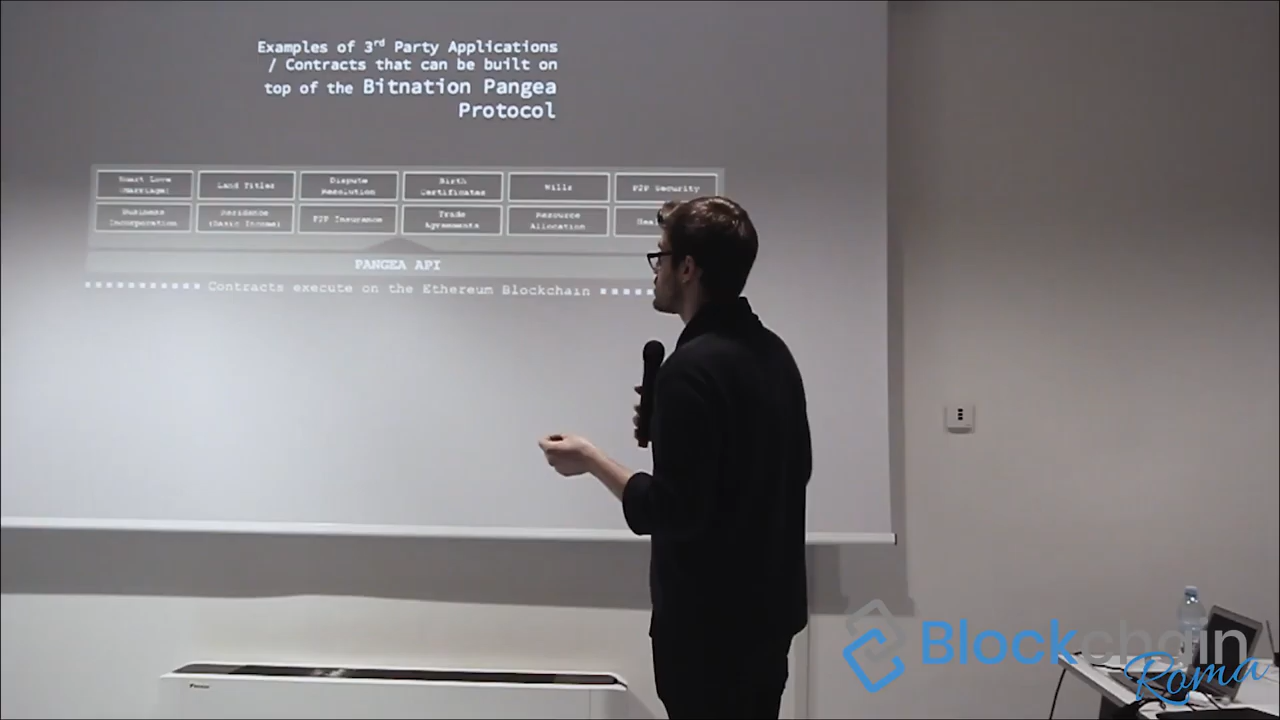 Examples of 3rd Party Applications
/ Contracts that can be built on
top of the Bitnation Pangea
Protocol
Smart Love
(Marriage)
Land Titles
Dispute
Resolution
Birth
Certificates
Wills
P2P Security
Business
Incorporation
Residence
(Basic Income)
P2P Insurance
Trade
Agreements
Resource
Allocation
PANGEA API
Contracts execute on the Ethereum Blockchain
Blockchain
Roma